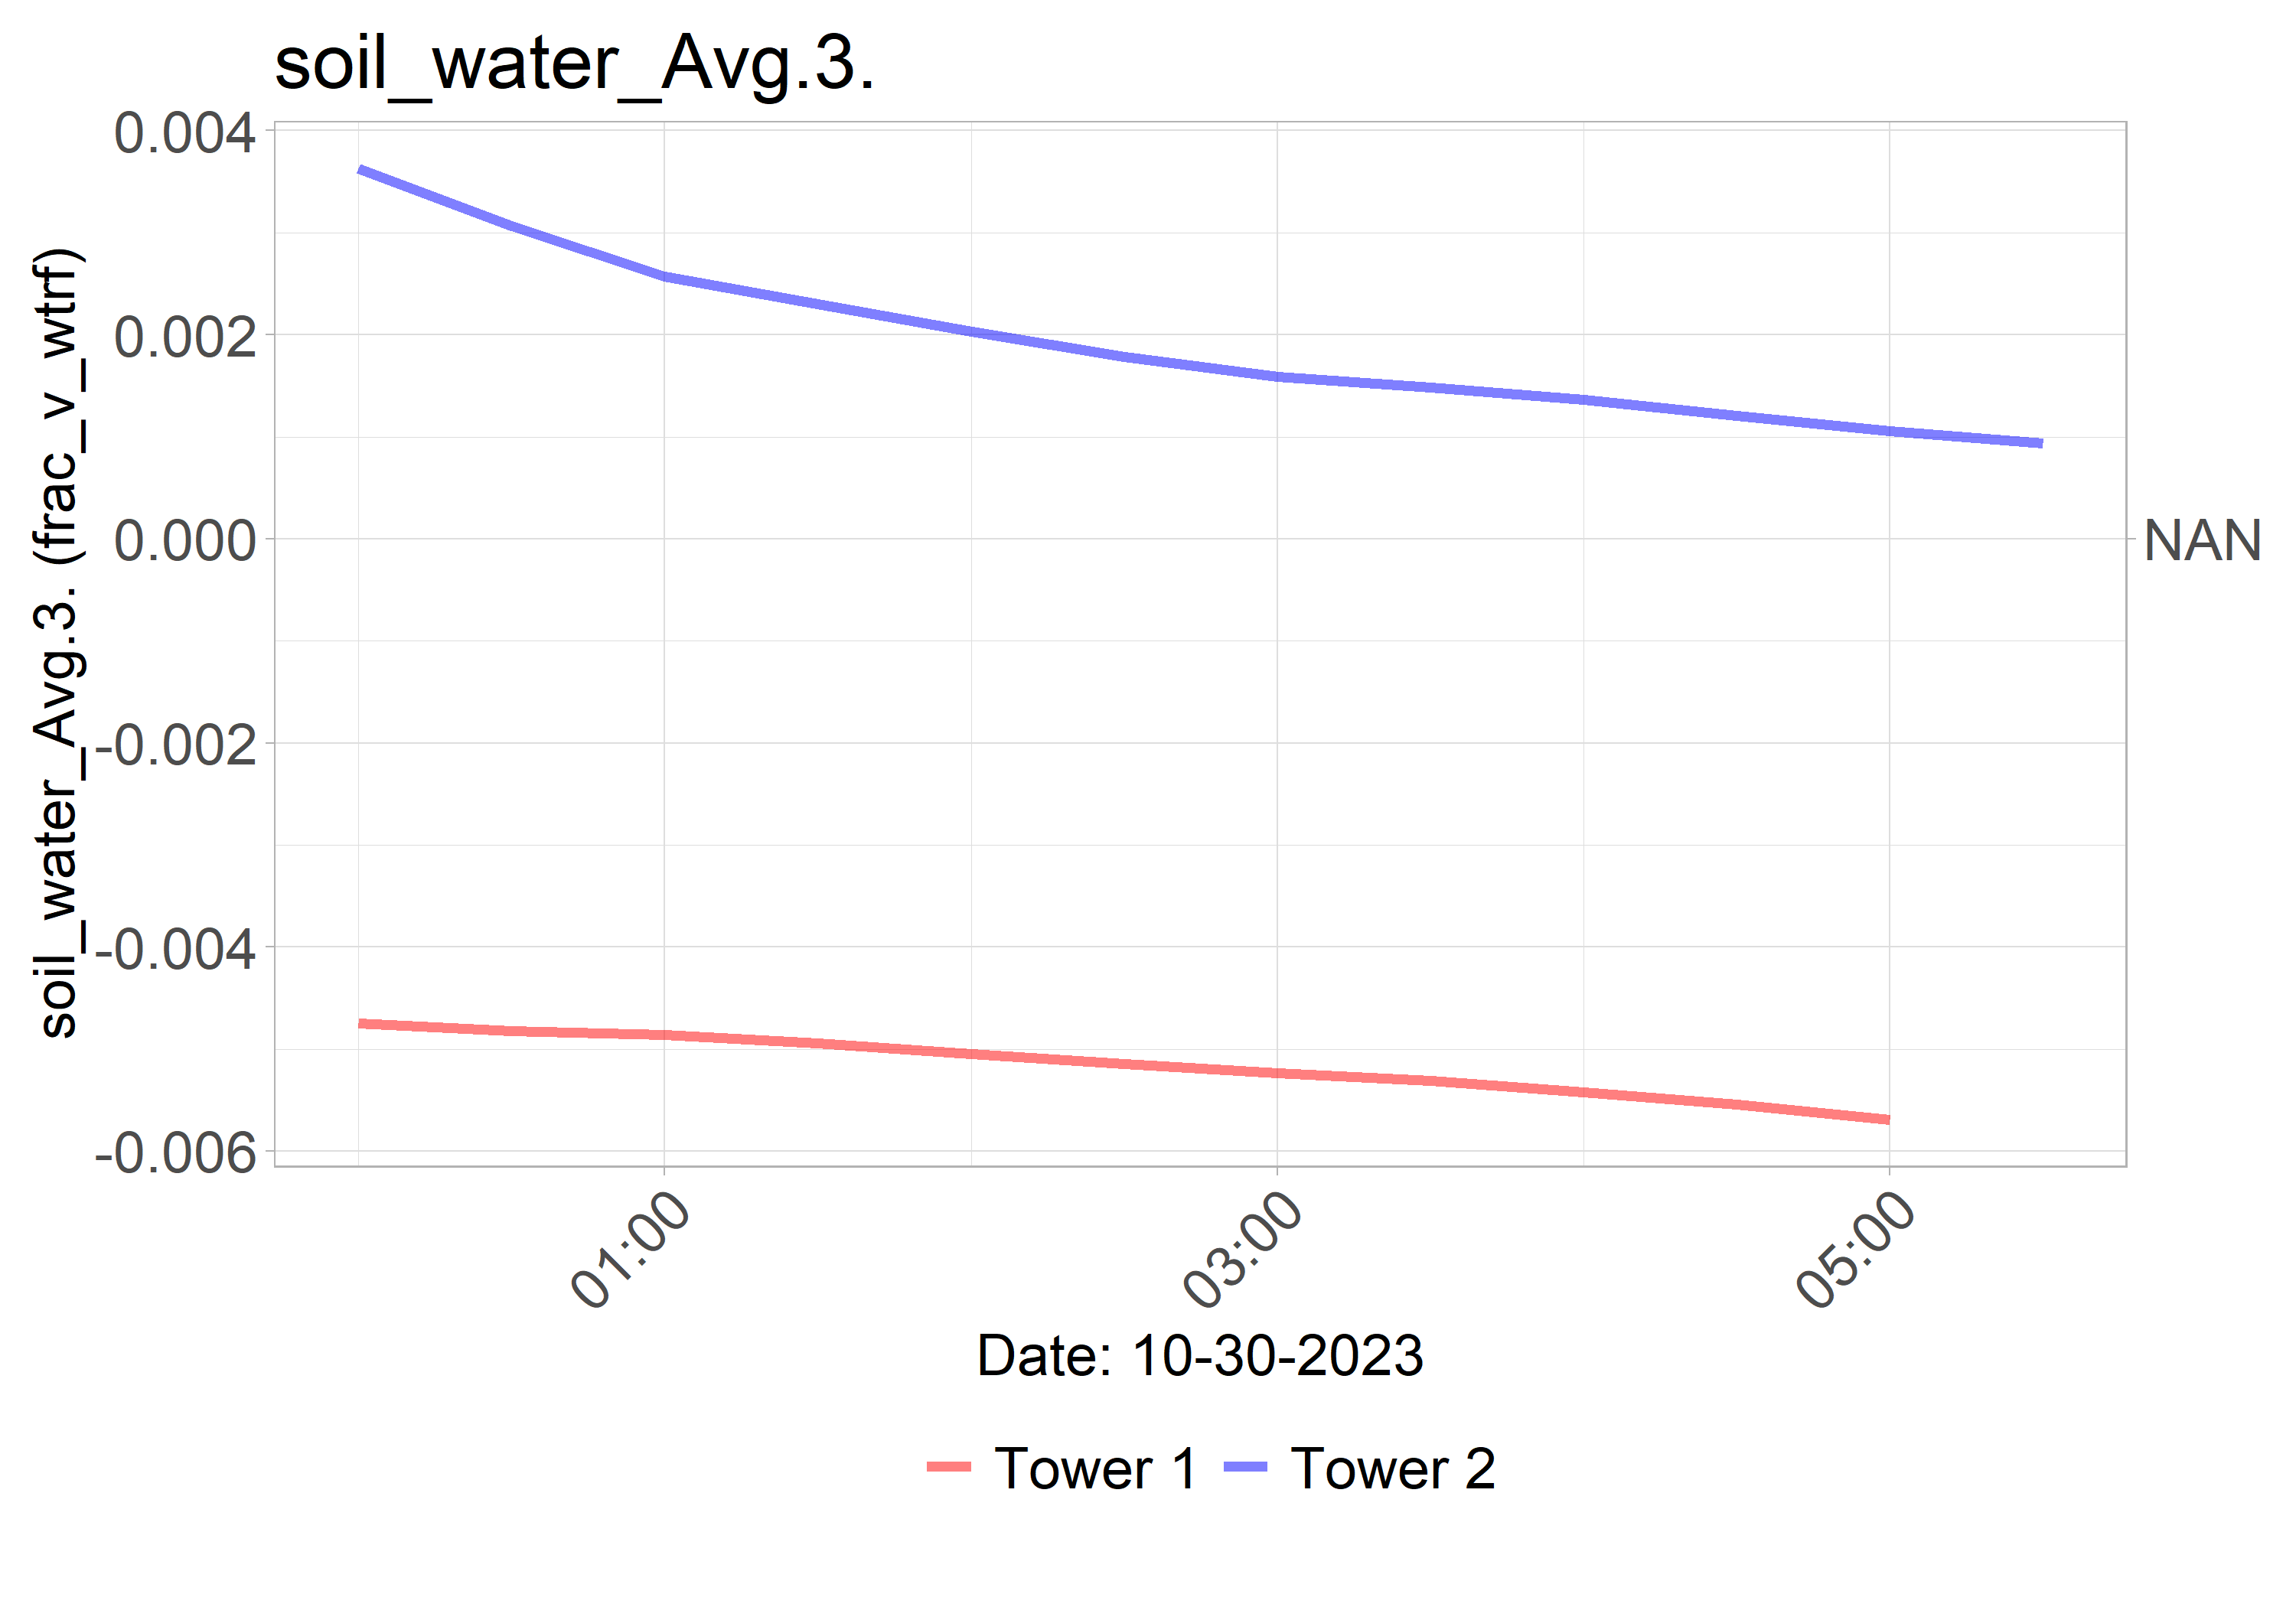 soil_water_Avg.3.
soil_water_Avg.3. (frac_v_wtrf)
0.004
0.002
0.000
-0.002
-0.004
-0.006
NAN
01:00
03:00
05:00
Date: 10-30-2023
Tower 1
Tower 2